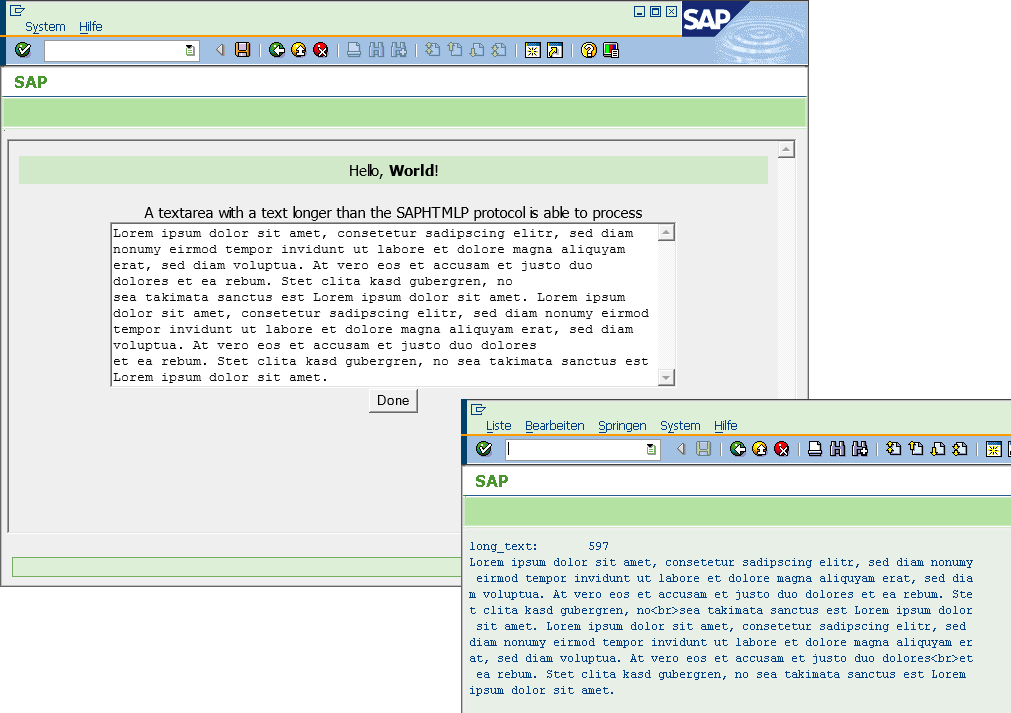 System Hilfe
SAP
SAP
Hello, World!
A textarea with a text longer than the SAPHTMLP protocol is able to process
Lorem ipsum dolor sit amet, consetetur sadipscing elitr, sed diam
nonumy eirmod tempor invidunt ut labore et dolore magna aliquyam
erat, sed diam voluptua. At vero eos et accusam et justo duo
dolores et ea rebum. Stet clita kasd gubergren, no
sea takimata sanctus est Lorem ipsum dolor sit amet. Lorem ipsum
dolor sit amet, consetetur sadipscing elitr, sed diam nonumy eirmod
tempor invidunt ut labore et dolore magna aliquyam erat, sed diam
voluptua. At vero eos et accusam et justo duo dolores
et ea rebum. Stet clita kasd gubergren, no sea takimata sanctus est
Lorem ipsum dolor sit amet.
Done
Liste Bearbeiten Springen System Hilfe
SAP
long_text: 597
Lorem ipsum dolor sit amet, consetetur sadipscing elitr, sed diam nonumy
eirmod tempor invidunt ut labore et dolore magna aliquyam erat, sed dia
m voluptua. At vero eos et accusam et justo duo dolores et ea rebum. Ste
t clita kasd gubergren, no<br>sea takimata sanctus est Lorem ipsum dolor
sit amet. Lorem ipsum dolor sit amet, consetetur sadipscing elitr, sed
diam nonumy eirmod tempor invidunt ut labore et dolore magna aliquyam er
at, sed diam voluptua. At vero eos et accusam et justo duo dolores<br>et
ea rebum. Stet clita kasd gubergren, no sea takimata sanctus est Lorem
ipsum dolor sit amet.